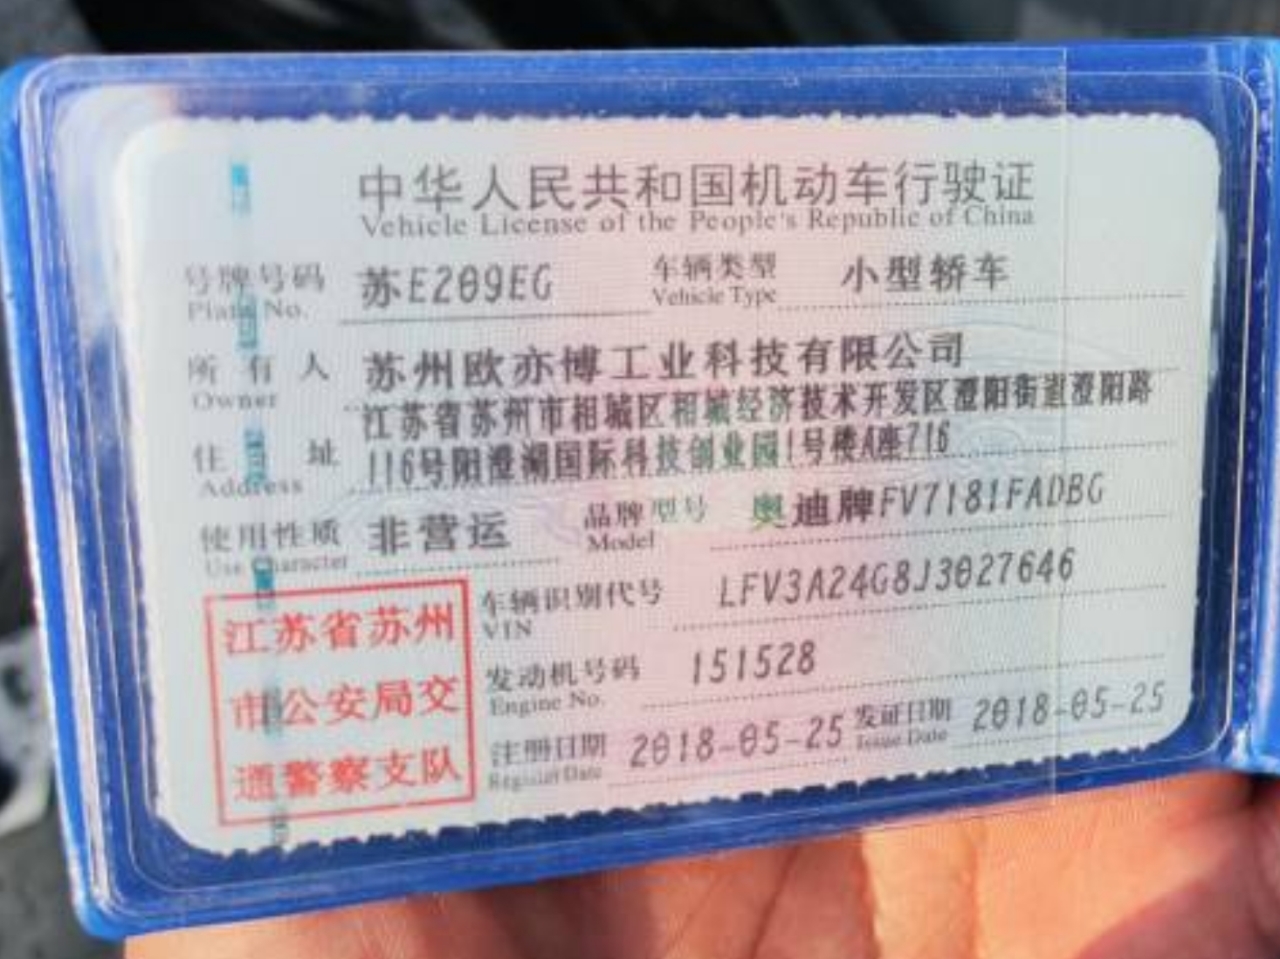 中华人民共和国机动车行驶证
Vehicle License of the People's Republic of China
号牌号码 苏E209EG 车辆类型 小型轿车
Plate No. Vehicle Type
所有人 苏州欧亦博工业科技有限公司
Owner
江苏省苏州市相城区相城经济技术开发区澄阳街道澄阳路
住址 116号阳澄湖国际科技创业园1号楼A座716
Address
使用性质 非营运 品牌型号 奥迪牌FV7181FADBG
Use Character Model
车辆识别代号 LFV3A24G8J3027646
VIN
发动机号码 151528
Engine No.
注册日期 2018-05-25 发证日期 2018-05-25
Register Date Issue Date
江苏省苏州
市公安局交
通警察支队